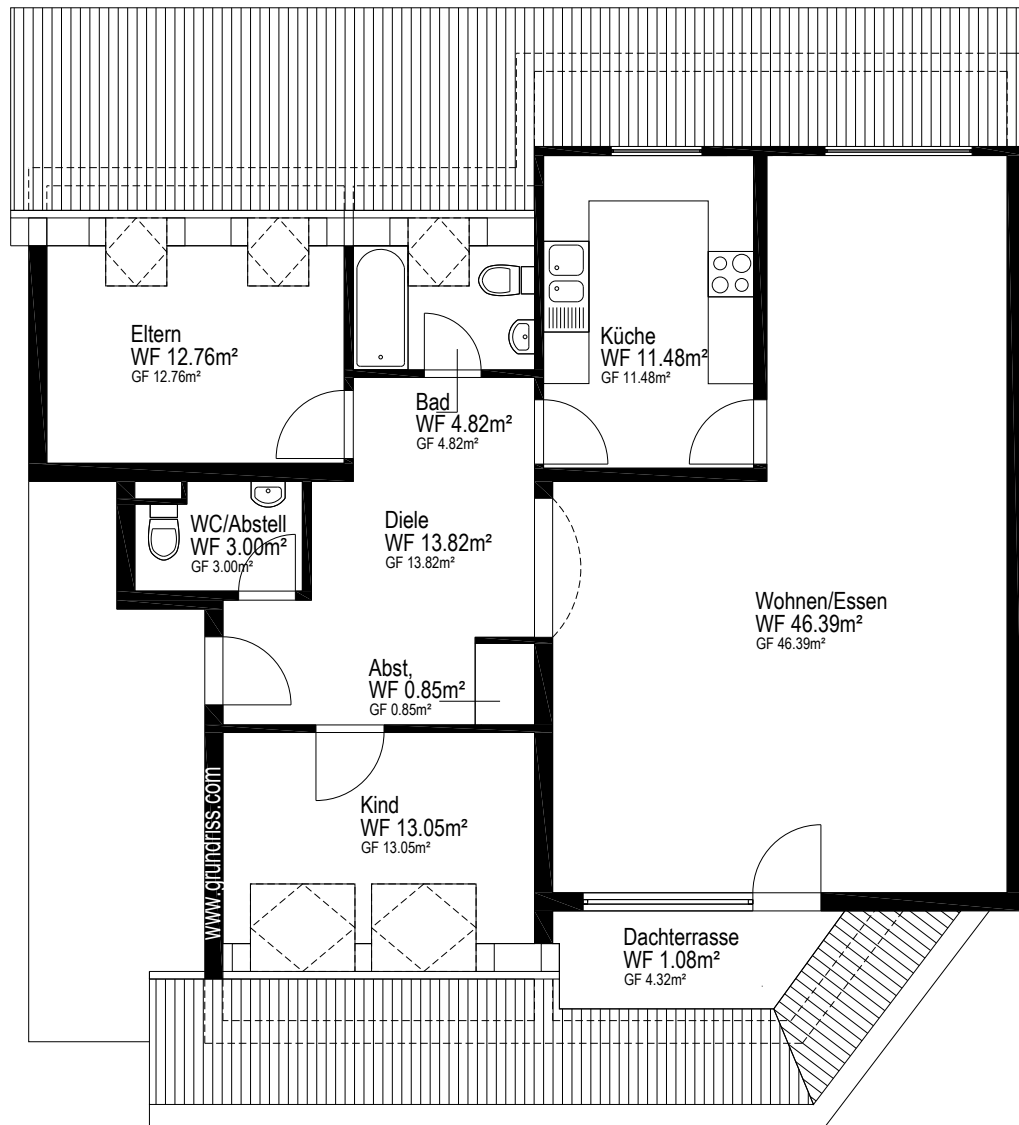 Eltern
WF 12.76m²
GF 12.76m²
Küche
WF 11.48m²
GF 11.48m²
Bad
WF 4.82m²
GF 4.82m²
WC/Abstell
WF 3.00m²
GF 3.00m²
Diele
WF 13.82m²
GF 13.82m²
Wohnen/Essen
WF 46.39m²
GF 46.39m²
Abst,
WF 0.85m²
GF 0.85m²
www.grundriss.com
Kind
WF 13.05m²
GF 13.05m²
Dachterrasse
WF 1.08m²
GF 4.32m²